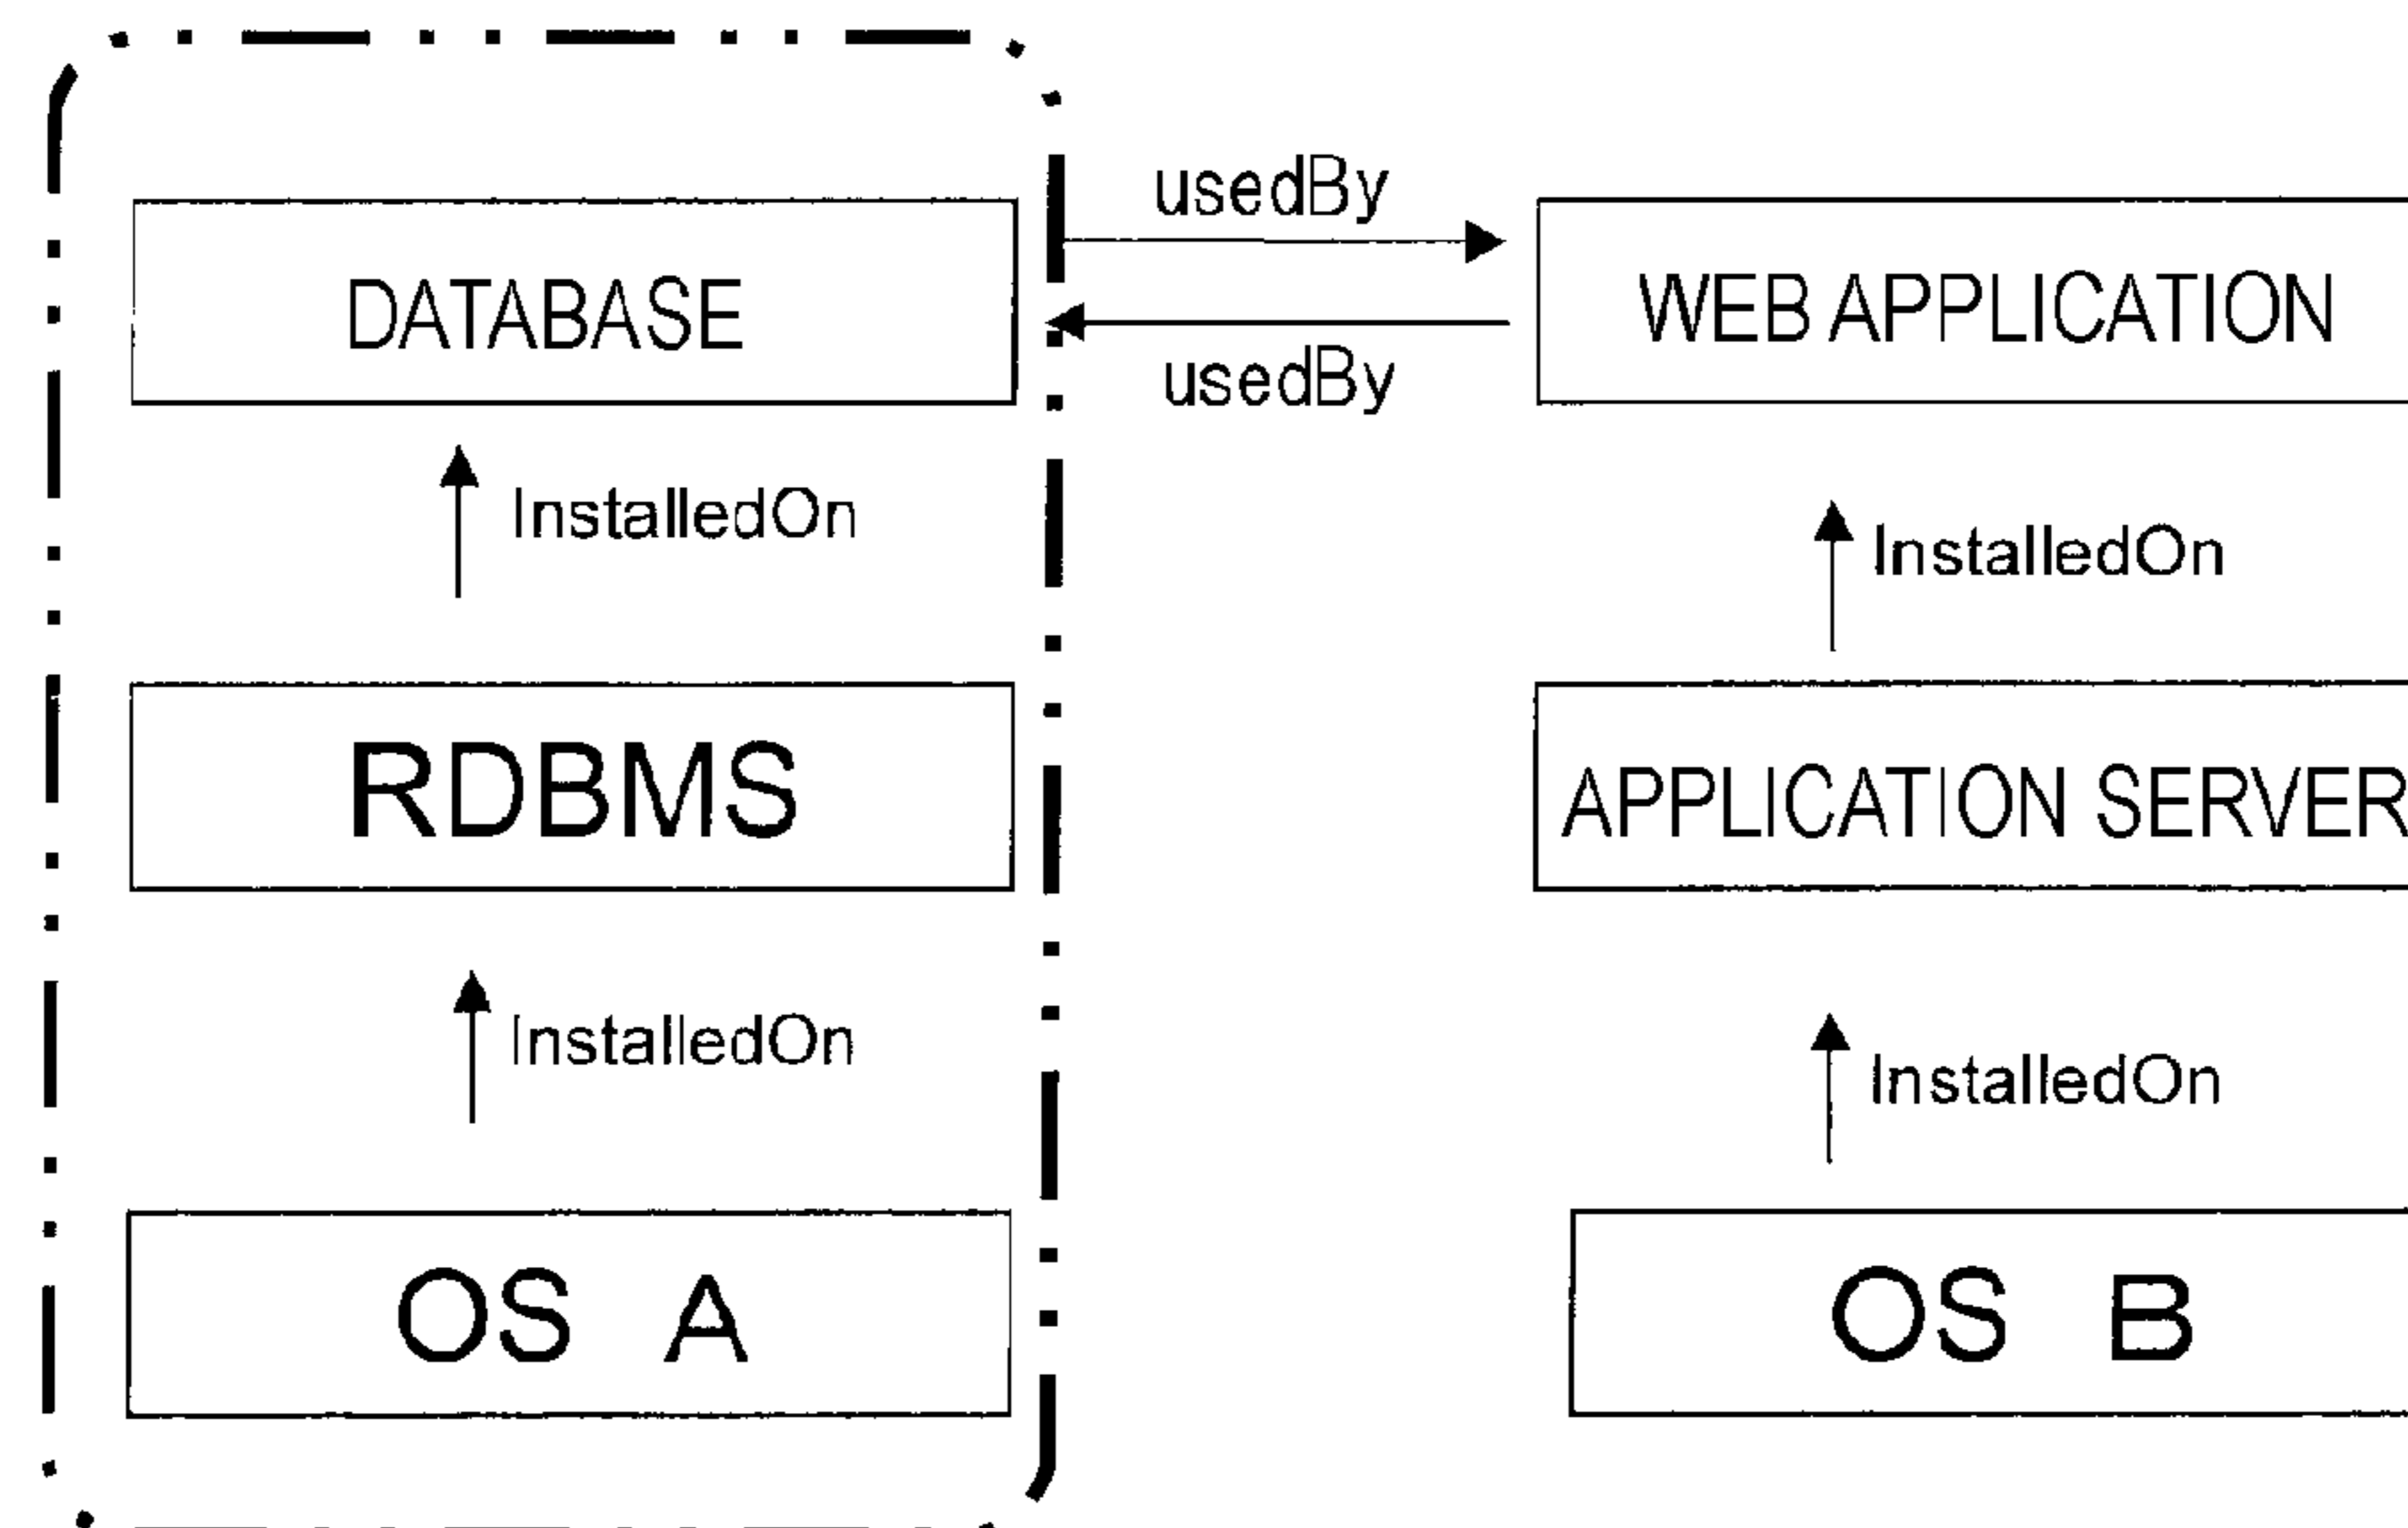 usedBy
DATABASE
WEB APPLICATION
usedBy
InstalledOn
InstalledOn
RDBMS
APPLICATION SERVER
InstalledOn
InstalledOn
OS A
OS B